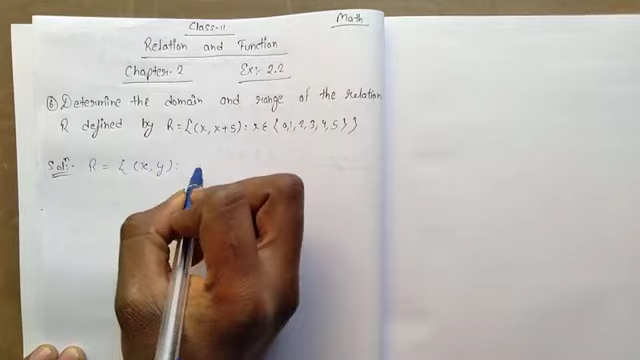 Class-11
Math
Relation and Function
Chapter-2 Ex:- 2.2
⑥ Determine the domain and range of the relation
R defined by R = {(x, x+5): x ∈ {0,1, 2, 3, 4, 5}}
Solⁿ:- R = { (x, y):